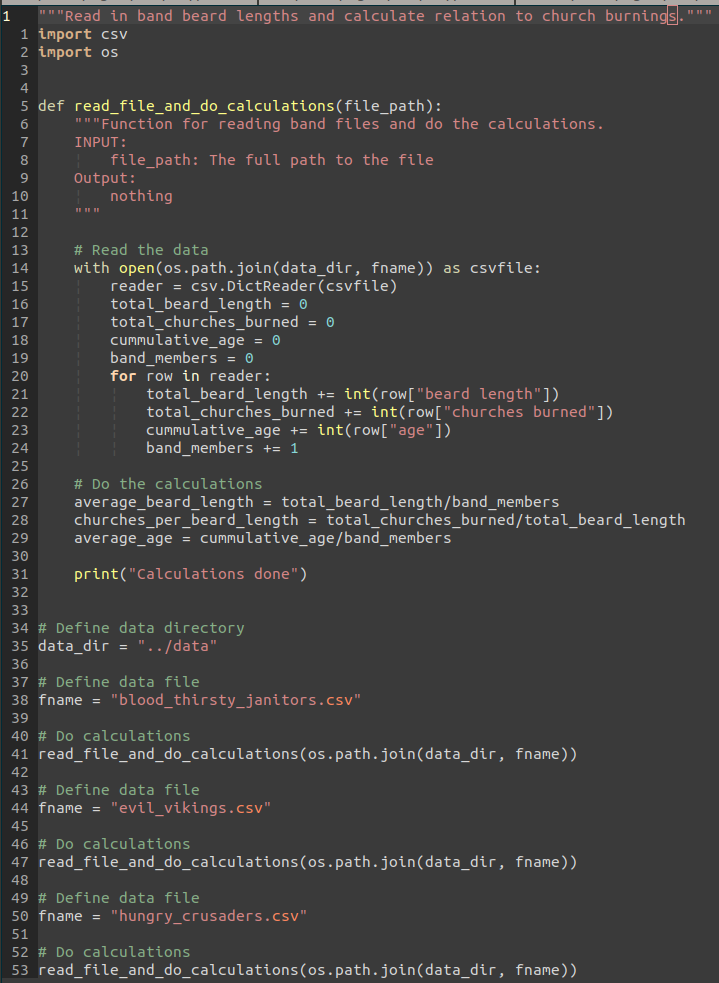 1 """Read in band beard lengths and calculate relation to church burnings."""
1 import csv
2 import os
3
4
5 def read_file_and_do_calculations(file_path):
6     """Function for reading band files and do the calculations.
7     INPUT:
8         file_path: The full path to the file
9     Output:
10         nothing
11     """
12
13     # Read the data
14     with open(os.path.join(data_dir, fname)) as csvfile:
15         reader = csv.DictReader(csvfile)
16         total_beard_length = 0
17         total_churches_burned = 0
18         cummulative_age = 0
19         band_members = 0
20         for row in reader:
21             total_beard_length += int(row["beard length"])
22             total_churches_burned += int(row["churches burned"])
23             cummulative_age += int(row["age"])
24             band_members += 1
25
26     # Do the calculations
27     average_beard_length = total_beard_length/band_members
28     churches_per_beard_length = total_churches_burned/total_beard_length
29     average_age = cummulative_age/band_members
30
31     print("Calculations done")
32
33
34 # Define data directory
35 data_dir = "../data"
36
37 # Define data file
38 fname = "blood_thirsty_janitors.csv"
39
40 # Do calculations
41 read_file_and_do_calculations(os.path.join(data_dir, fname))
42
43 # Define data file
44 fname = "evil_vikings.csv"
45
46 # Do calculations
47 read_file_and_do_calculations(os.path.join(data_dir, fname))
48
49 # Define data file
50 fname = "hungry_crusaders.csv"
51
52 # Do calculations
53 read_file_and_do_calculations(os.path.join(data_dir, fname))